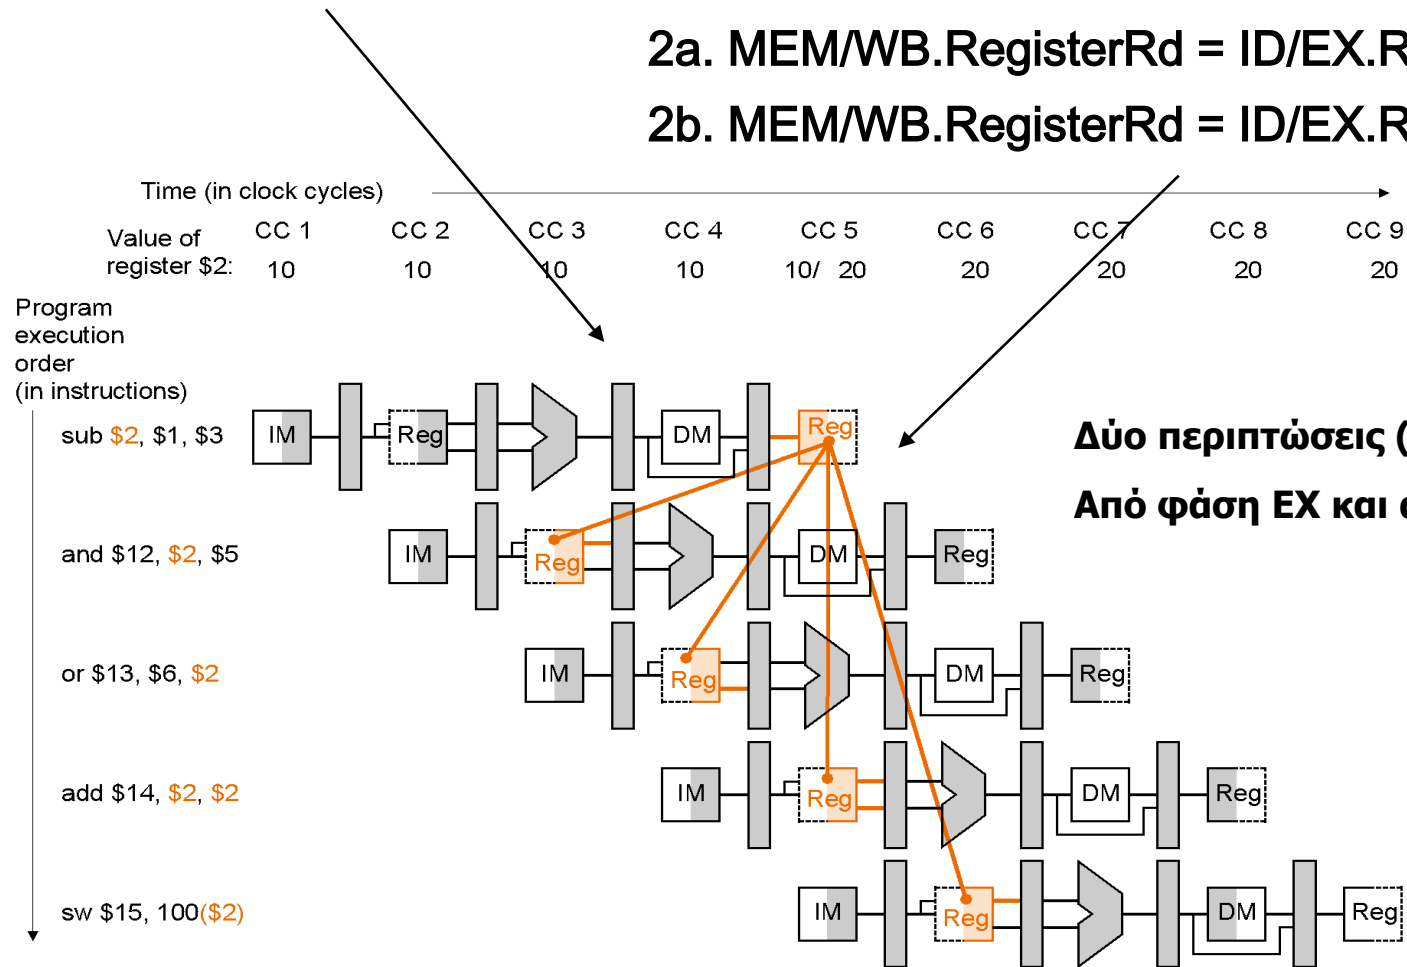 2a. MEM/WB.RegisterRd = ID/EX.R
2b. MEM/WB.RegisterRd = ID/EX.R
Time (in clock cycles)
Value of register $2:
CC 1 CC 2 CC 3 CC 4 CC 5 CC 6 CC 7 CC 8 CC 9
10 10 10 10 10/ 20 20 20 20 20
Program
execution
order
(in instructions)
sub $2, $1, $3
IM Reg DM Reg
Δύο περιπτώσεις (
and $12, $2, $5
IM Reg DM Reg
Από φάση EX και α
or $13, $6, $2
IM Reg DM Reg
add $14, $2, $2
IM Reg DM Reg
sw $15, 100($2)
IM Reg DM Reg